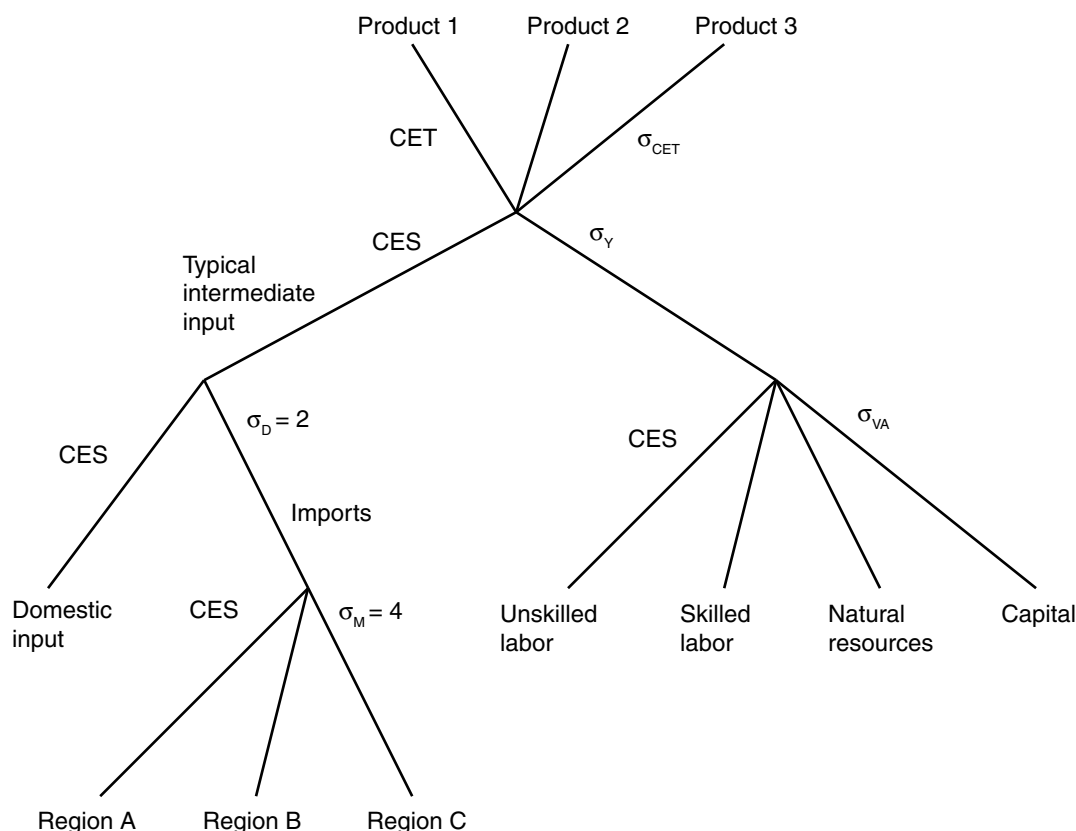 Product 1
Product 2
Product 3
CET
σCET
CES
σY
Typical
intermediate
input
σD = 2
CES
σVA
CES
Imports
Domestic
input
CES
σM = 4
Unskilled
labor
Skilled
labor
Natural
resources
Capital
Region A
Region B
Region C